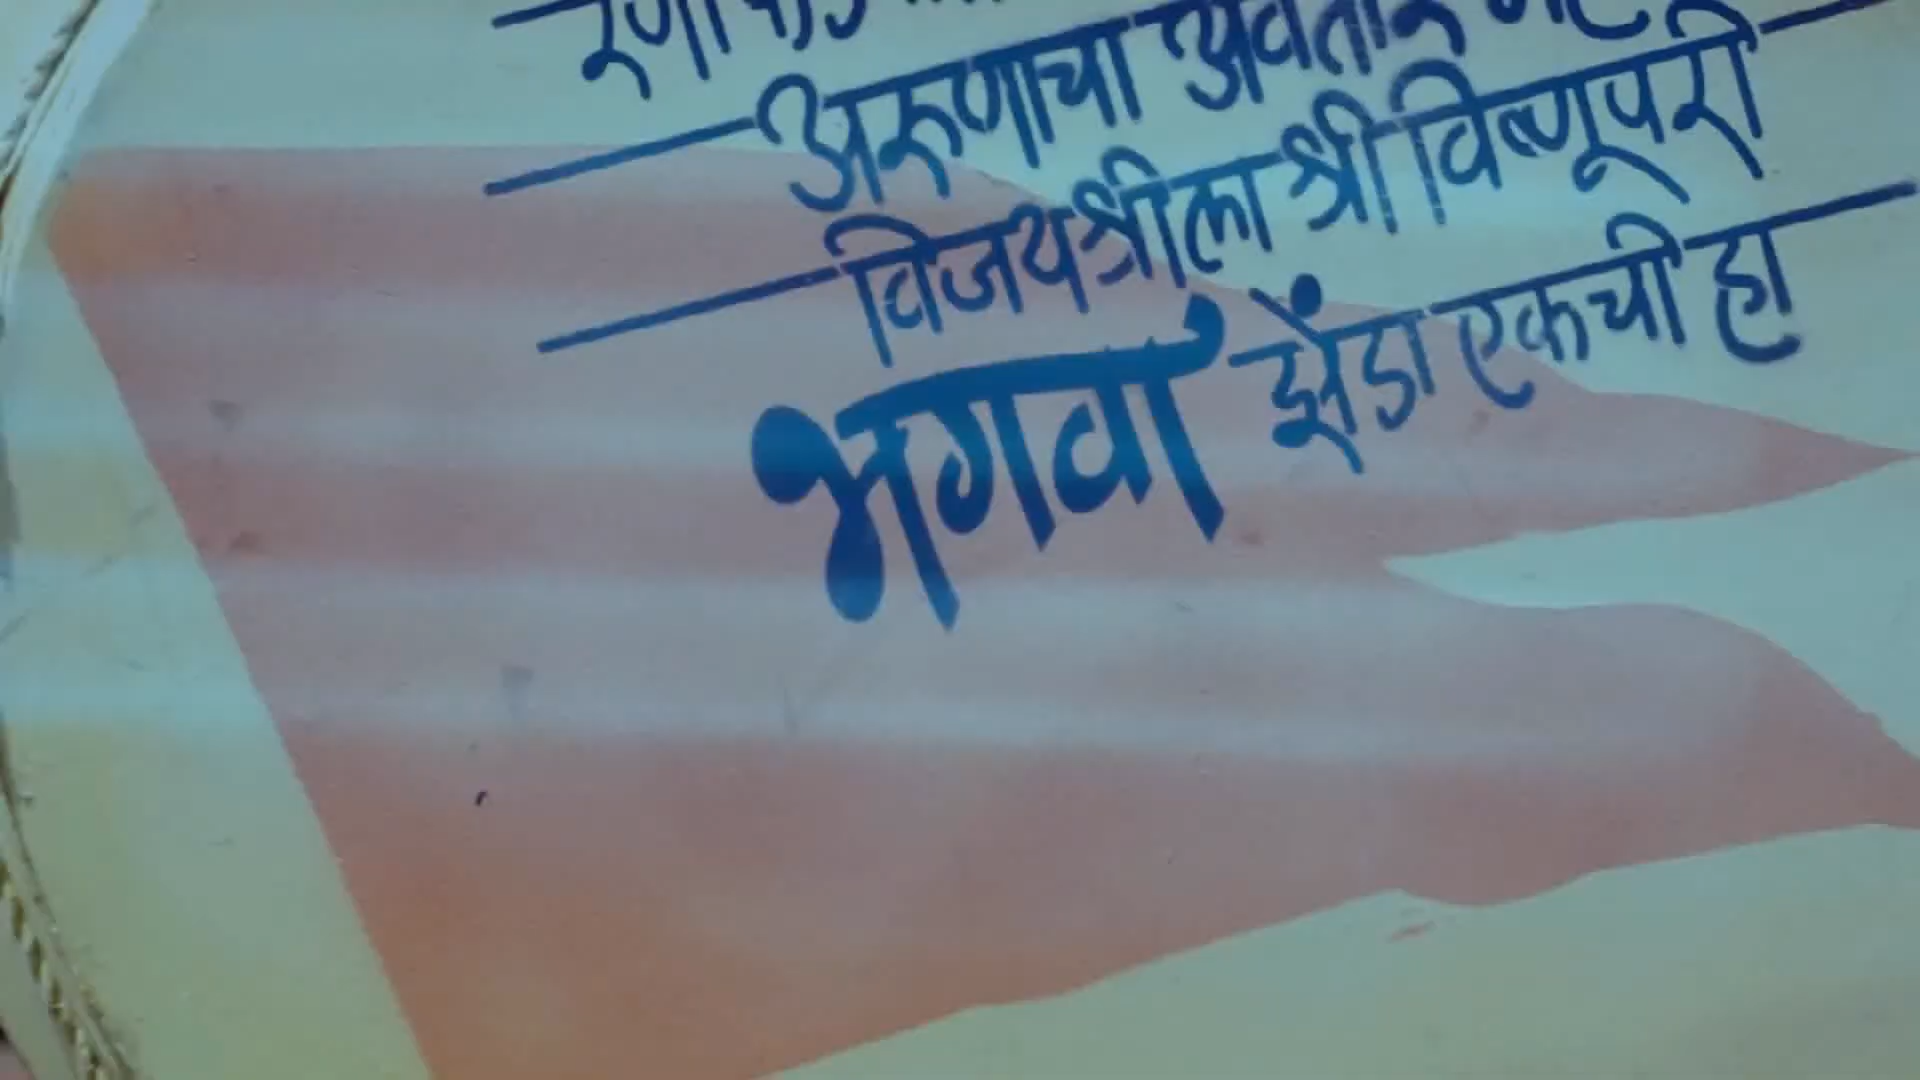 अरुणाचा अवतार
विजयश्रीला श्री विष्णूपरी
भगवा झेंडा एकची हा